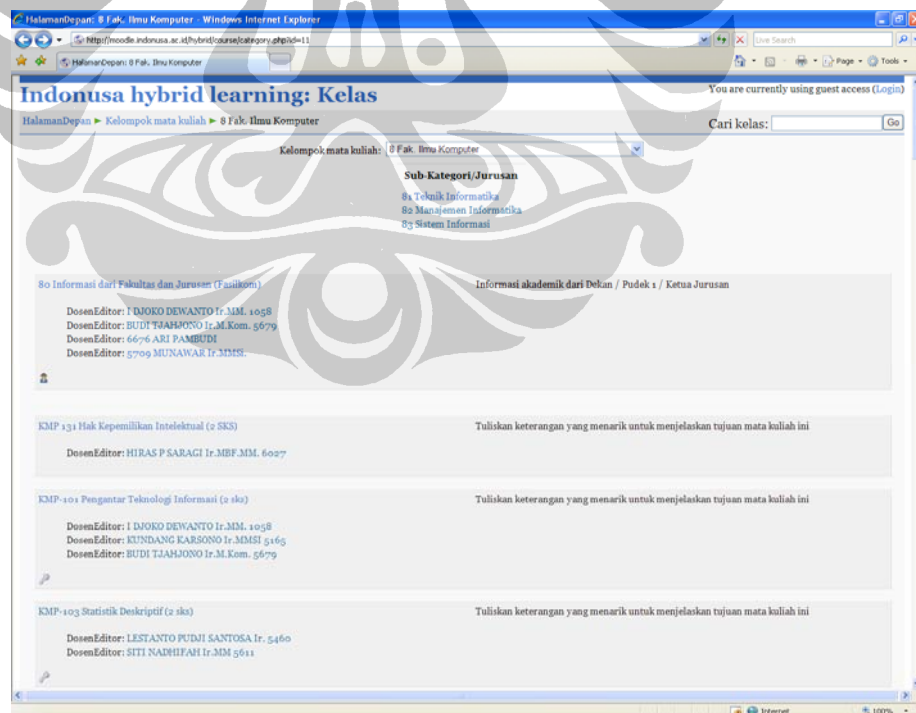 HalamanDepan: 8 Fak. Ilmu Komputer - Windows Internet Explorer
http://moodle.indonusa.ac.id/hybrid/course/category.php?id=11
Live Search
HalamanDepan: 8 Fak. Ilmu Komputer
Page Tools
Indonusa hybrid learning: Kelas
You are currently using guest access (Login)
HalamanDepan ► Kelompok mata kuliah ► 8 Fak. Ilmu Komputer
Cari kelas: Go
Kelompok mata kuliah: 8 Fak. Ilmu Komputer
Sub-Kategori/Jurusan
81 Teknik Informatika
82 Manajemen Informatika
83 Sistem Informasi
80 Informasi dari Fakultas dan Jurusan (Fasilkom) Informasi akademik dari Dekan / Pudek 1 / Ketua Jurusan
DosenEditor: I DJOKO DEWANTO Ir.MM. 1058
DosenEditor: BUDI TJAHJONO Ir.M.Kom. 5679
DosenEditor: 6676 ARI PAMBUDI
DosenEditor: 5709 MUNAWAR Ir.MMSI.
KMP 131 Hak Kepemilikan Intelektual (2 SKS) Tuliskan keterangan yang menarik untuk menjelaskan tujuan mata kuliah ini
DosenEditor: HIRAS P SARAGI Ir.MBF.MM. 6027
KMP-101 Pengantar Teknologi Informasi (2 sks) Tuliskan keterangan yang menarik untuk menjelaskan tujuan mata kuliah ini
DosenEditor: I DJOKO DEWANTO Ir.MM. 1058
DosenEditor: KUNDANG KARSONO Ir.MMSI 5165
DosenEditor: BUDI TJAHJONO Ir.M.Kom. 5679
KMP-103 Statistik Deskriptif (2 sks) Tuliskan keterangan yang menarik untuk menjelaskan tujuan mata kuliah ini
DosenEditor: LESTANTO PUDJI SANTOSA Ir. 5460
DosenEditor: SITI NADHIFAH Ir.MM 5611
Internet 100%